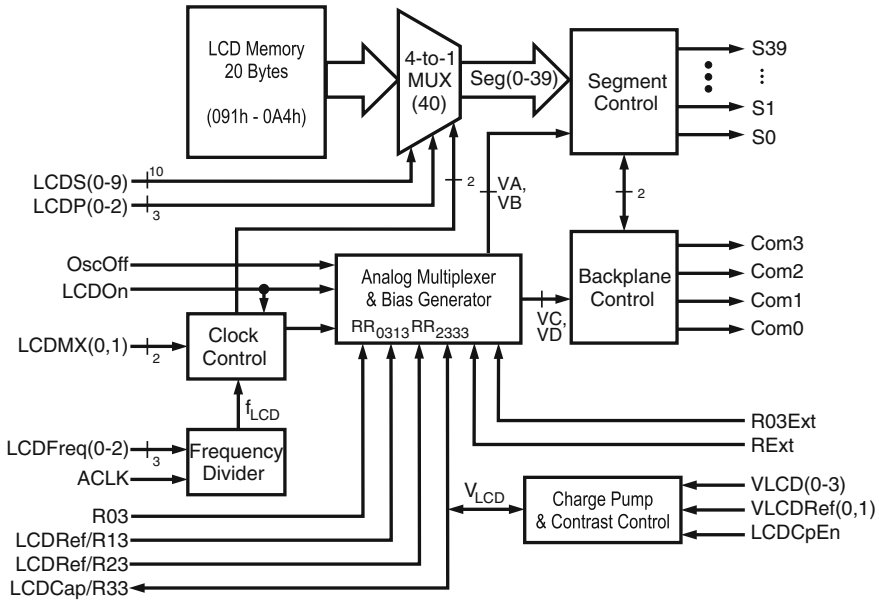 LCD Memory
20 Bytes
(091h - 0A4h)
4-to-1
MUX
(40)
Seg(0-39)
Segment
Control
S39
S1
S0
LCDS(0-9)
10
LCDP(0-2)
3
2
VA,
VB
2
OscOff
LCDOn
Analog Multiplexer
& Bias Generator
RR0313RR2333
VC,
VD
Backplane
Control
Com3
Com2
Com1
Com0
LCDMX(0,1)
2
Clock
Control
fLCD
LCDFreq(0-2)
3
ACLK
Frequency
Divider
R03Ext
RExt
R03
LCDRef/R13
LCDRef/R23
LCDCap/R33
VLCD
Charge Pump
& Contrast Control
VLCD(0-3)
VLCDRef(0,1)
LCDCpEn